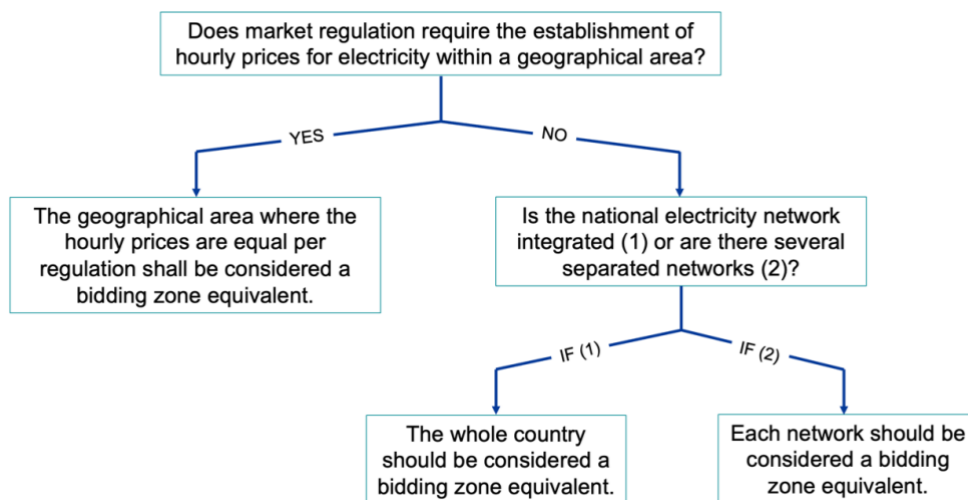 Does market regulation require the establishment of
hourly prices for electricity within a geographical area?
YES
NO
The geographical area where the
hourly prices are equal per
regulation shall be considered a
bidding zone equivalent.
Is the national electricity network
integrated (1) or are there several
separated networks (2)?
IF (1)
IF (2)
The whole country
should be considered a
bidding zone equivalent.
Each network should be
considered a bidding
zone equivalent.